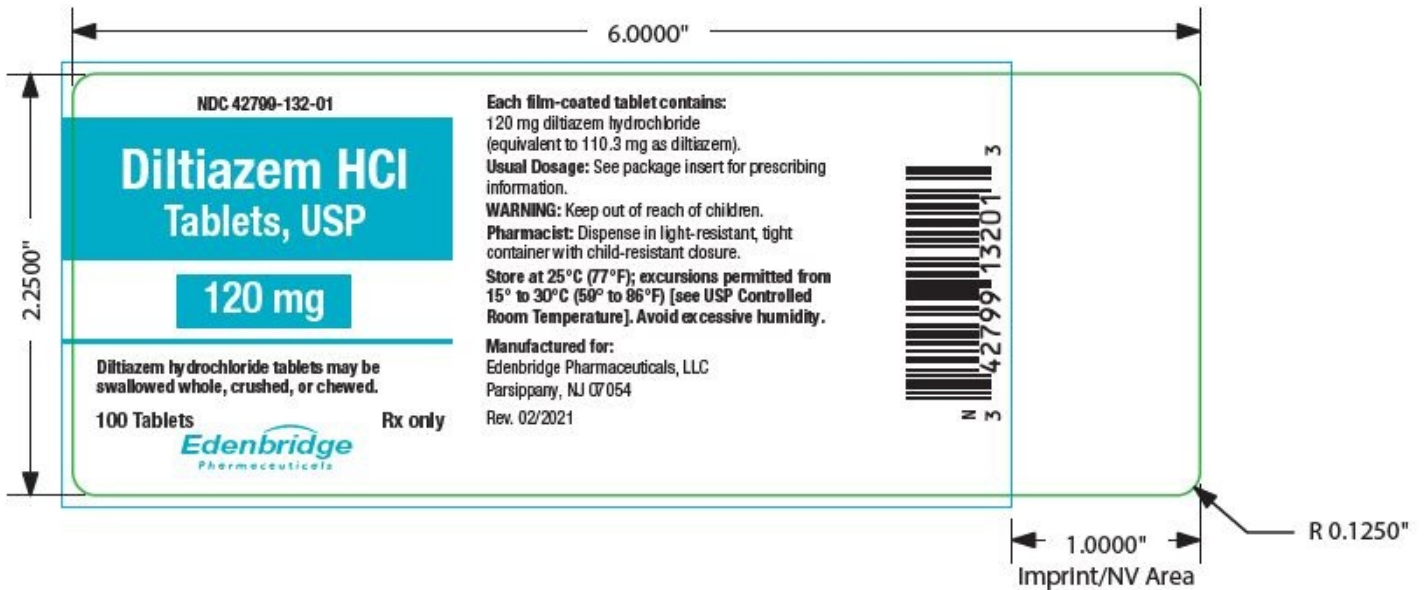 6.0000"
2.2500"
NDC 42799-132-01
Diltiazem HCl
Tablets, USP
120 mg
Diltiazem hydrochloride tablets may be
swallowed whole, crushed, or chewed.
100 Tablets Rx only
Edenbridge
Pharmaceuticals
Each film-coated tablet contains:
120 mg diltiazem hydrochloride
(equivalent to 110.3 mg as diltiazem).
Usual Dosage: See package insert for prescribing
information.
WARNING: Keep out of reach of children.
Pharmacist: Dispense in light-resistant, tight
container with child-resistant closure.
Store at 25°C (77°F); excursions permitted from
15° to 30°C (59° to 86°F) [see USP Controlled
Room Temperature]. Avoid excessive humidity.
Manufactured for:
Edenbridge Pharmaceuticals, LLC
Parsippany, NJ 07054
Rev. 02/2021
N
3 42799 13201 3
R 0.1250"
1.0000"
Imprint/NV Area